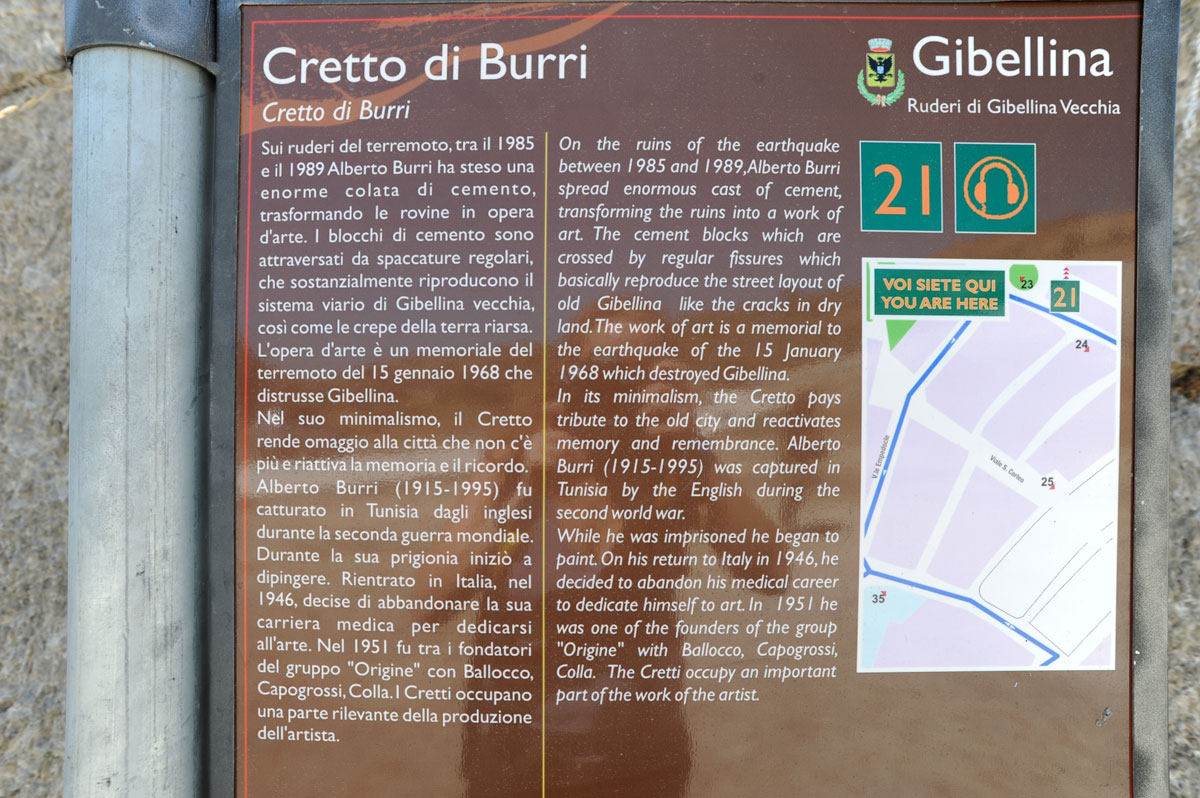 Cretto di Burri
Cretto di Burri
Sui ruderi del terremoto, tra il 1985
e il 1989 Alberto Burri ha steso una
enorme colata di cemento,
trasformando le rovine in opera
d'arte. I blocchi di cemento sono
attraversati da spaccature regolari,
che sostanzialmente riproducono il
sistema viario di Gibellina vecchia,
così come le crepe della terra riarsa.
L'opera d'arte è un memoriale del
terremoto del 15 gennaio 1968 che
distrusse Gibellina.
Nel suo minimalismo, il Cretto
rende omaggio alla città che non c'è
più e riattiva la memoria e il ricordo.
Alberto Burri (1915-1995) fu
catturato in Tunisia dagli inglesi
durante la seconda guerra mondiale.
Durante la sua prigionia iniziò a
dipingere. Rientrato in Italia, nel
1946, decise di abbandonare la sua
carriera medica per dedicarsi
all'arte. Nel 1951 fu tra i fondatori
del gruppo "Origine" con Ballocco,
Capogrossi, Colla. I Cretti occupano
una parte rilevante della produzione
dell'artista.
On the ruins of the earthquake
between 1985 and 1989, Alberto Burri
spread enormous cast of cement,
transforming the ruins into a work of
art. The cement blocks which are
crossed by regular fissures which
basically reproduce the street layout of
old Gibellina like the cracks in dry
land. The work of art is a memorial to
the earthquake of the 15 January
1968 which destroyed Gibellina.
In its minimalism, the Cretto pays
tribute to the old city and reactivates
memory and remembrance. Alberto
Burri (1915-1995) was captured in
Tunisia by the English during the
second world war.
While he was imprisoned he began to
paint. On his return to Italy in 1946, he
decided to abandon his medical career
to dedicate himself to art. In 1951 he
was one of the founders of the group
"Origine" with Ballocco, Capogrossi,
Colla. The Cretti occupy an important
part of the work of the artist.
Gibellina
Ruderi di Gibellina Vecchia
21
VOI SIETE QUI
YOU ARE HERE
23
21
24
V.le Empedocle
Viale S. Corleo
25
35